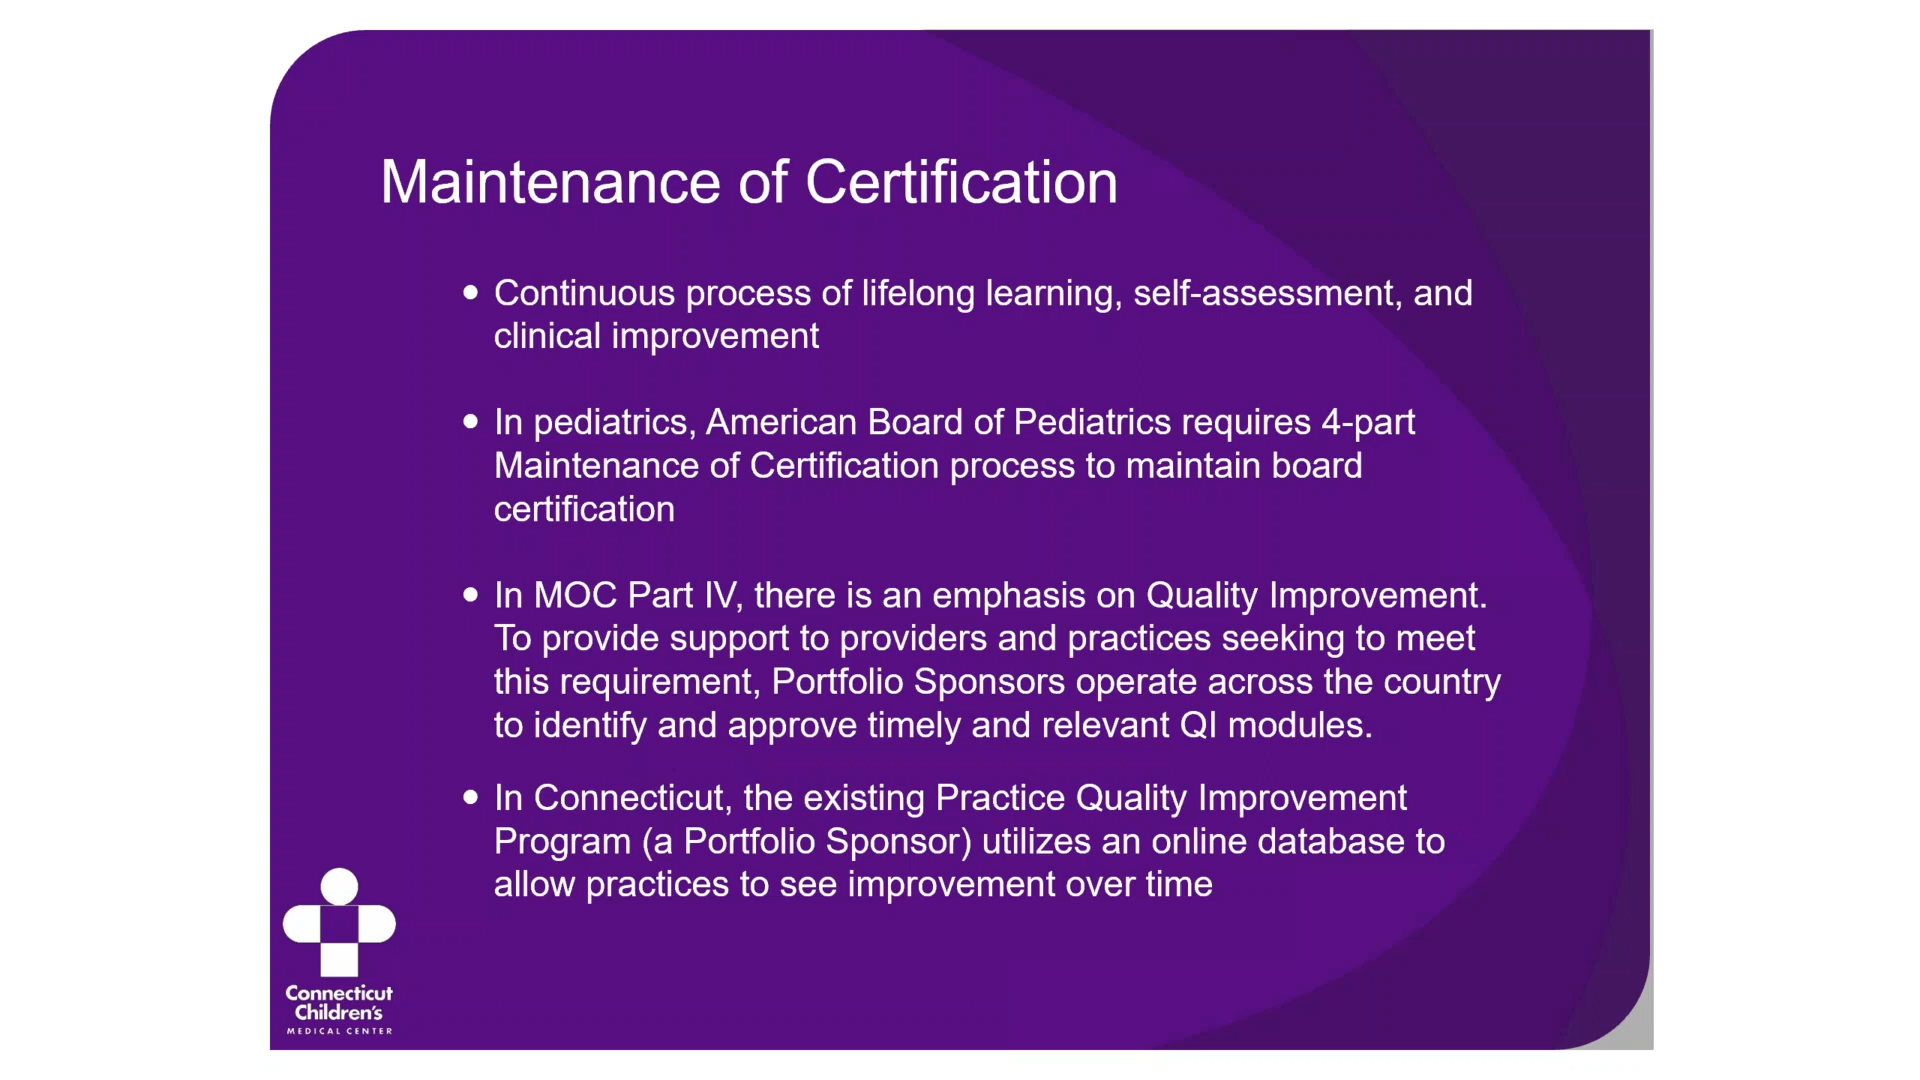 Maintenance of Certification
• Continuous process of lifelong learning, self-assessment, and
clinical improvement
• In pediatrics, American Board of Pediatrics requires 4-part
Maintenance of Certification process to maintain board
certification
• In MOC Part IV, there is an emphasis on Quality Improvement.
To provide support to providers and practices seeking to meet
this requirement, Portfolio Sponsors operate across the country
to identify and approve timely and relevant QI modules.
• In Connecticut, the existing Practice Quality Improvement
Program (a Portfolio Sponsor) utilizes an online database to
allow practices to see improvement over time
Connecticut
Children's
MEDICAL CENTER